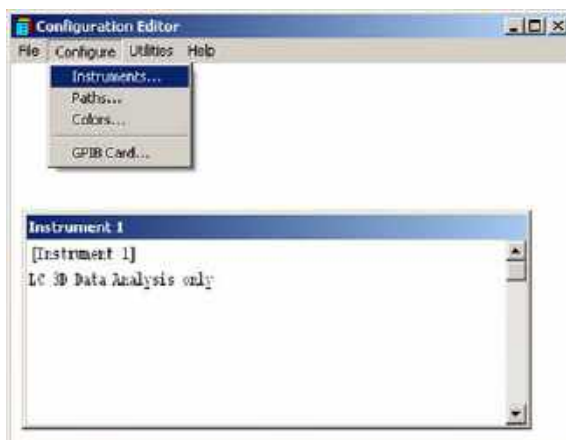 Configuration Editor
File Configure Utilities Help
Instruments...
Paths...
Colors...
GPIB Card...
Instrument 1
[Instrument 1]
LC 3D Data Analysis only